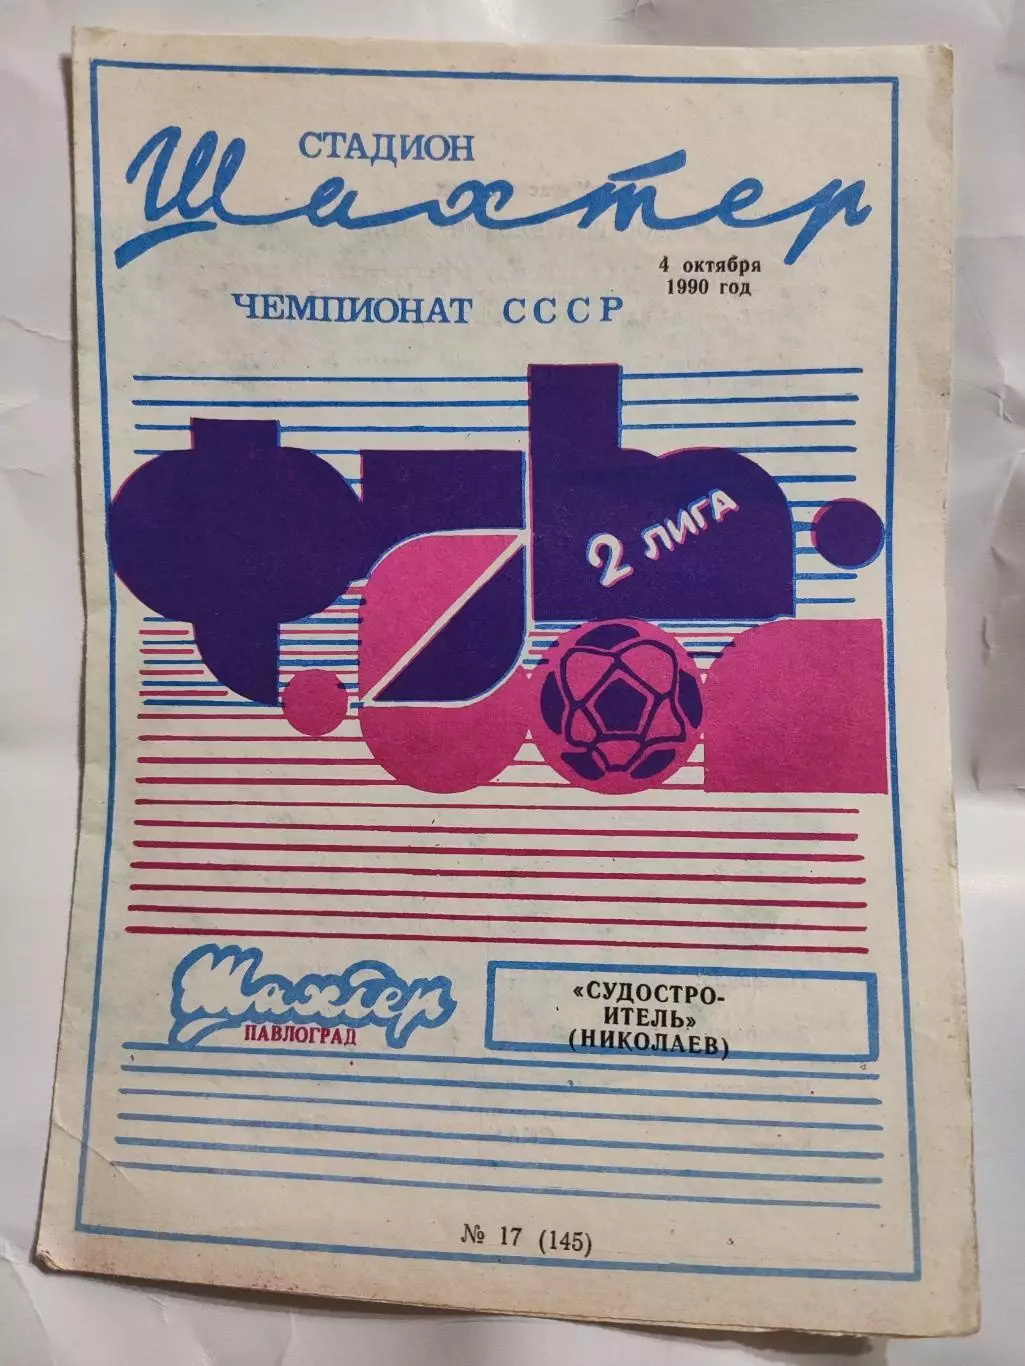 СТАДИОН
Шахтер
4 октября
1990 год
ЧЕМПИОНАТ СССР
2 ЛИГА
Шахтер
ПАВЛОГРАД
«СУДОСТРО-
ИТЕЛЬ»
(НИКОЛАЕВ)
№ 17 (145)